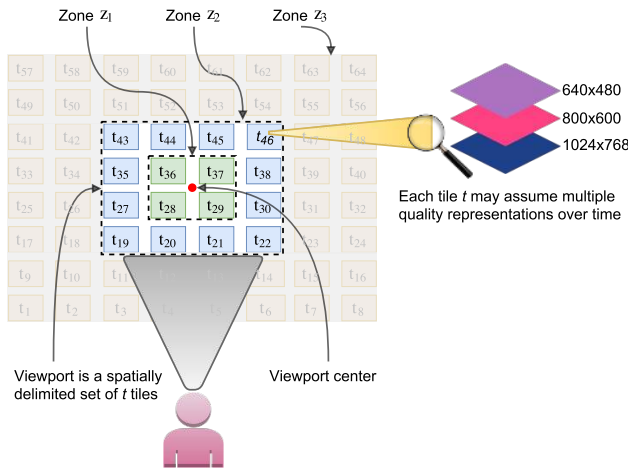 Zone z₁ Zone z₂ Zone z₃
t₅₇ t₅₈ t₅₉ t₆₀ t₆₁ t₆₂ t₆₃ t₆₄
t₄₉ t₅₀ t₅₁ t₅₂ t₅₃ t₅₄ t₅₅ t₅₆
t₄₁ t₄₂ t₄₃ t₄₄ t₄₅ t₄₆ t₄₇ t₄₈
t₃₃ t₃₄ t₃₅ t₃₆ t₃₇ t₃₈ t₃₉ t₄₀
t₂₅ t₂₆ t₂₇ t₂₈ t₂₉ t₃₀ t₃₁ t₃₂
t₁₇ t₁₈ t₁₉ t₂₀ t₂₁ t₂₂ t₂₃ t₂₄
t₉ t₁₀ t₁₁ t₁₄ t₁₅ t₁₆
t₁ t₂ t₃ t₆ t₇ t₈
640x480
800x600
1024x768
Each tile t may assume multiple
quality representations over time
Viewport is a spatially
delimited set of t tiles
Viewport center